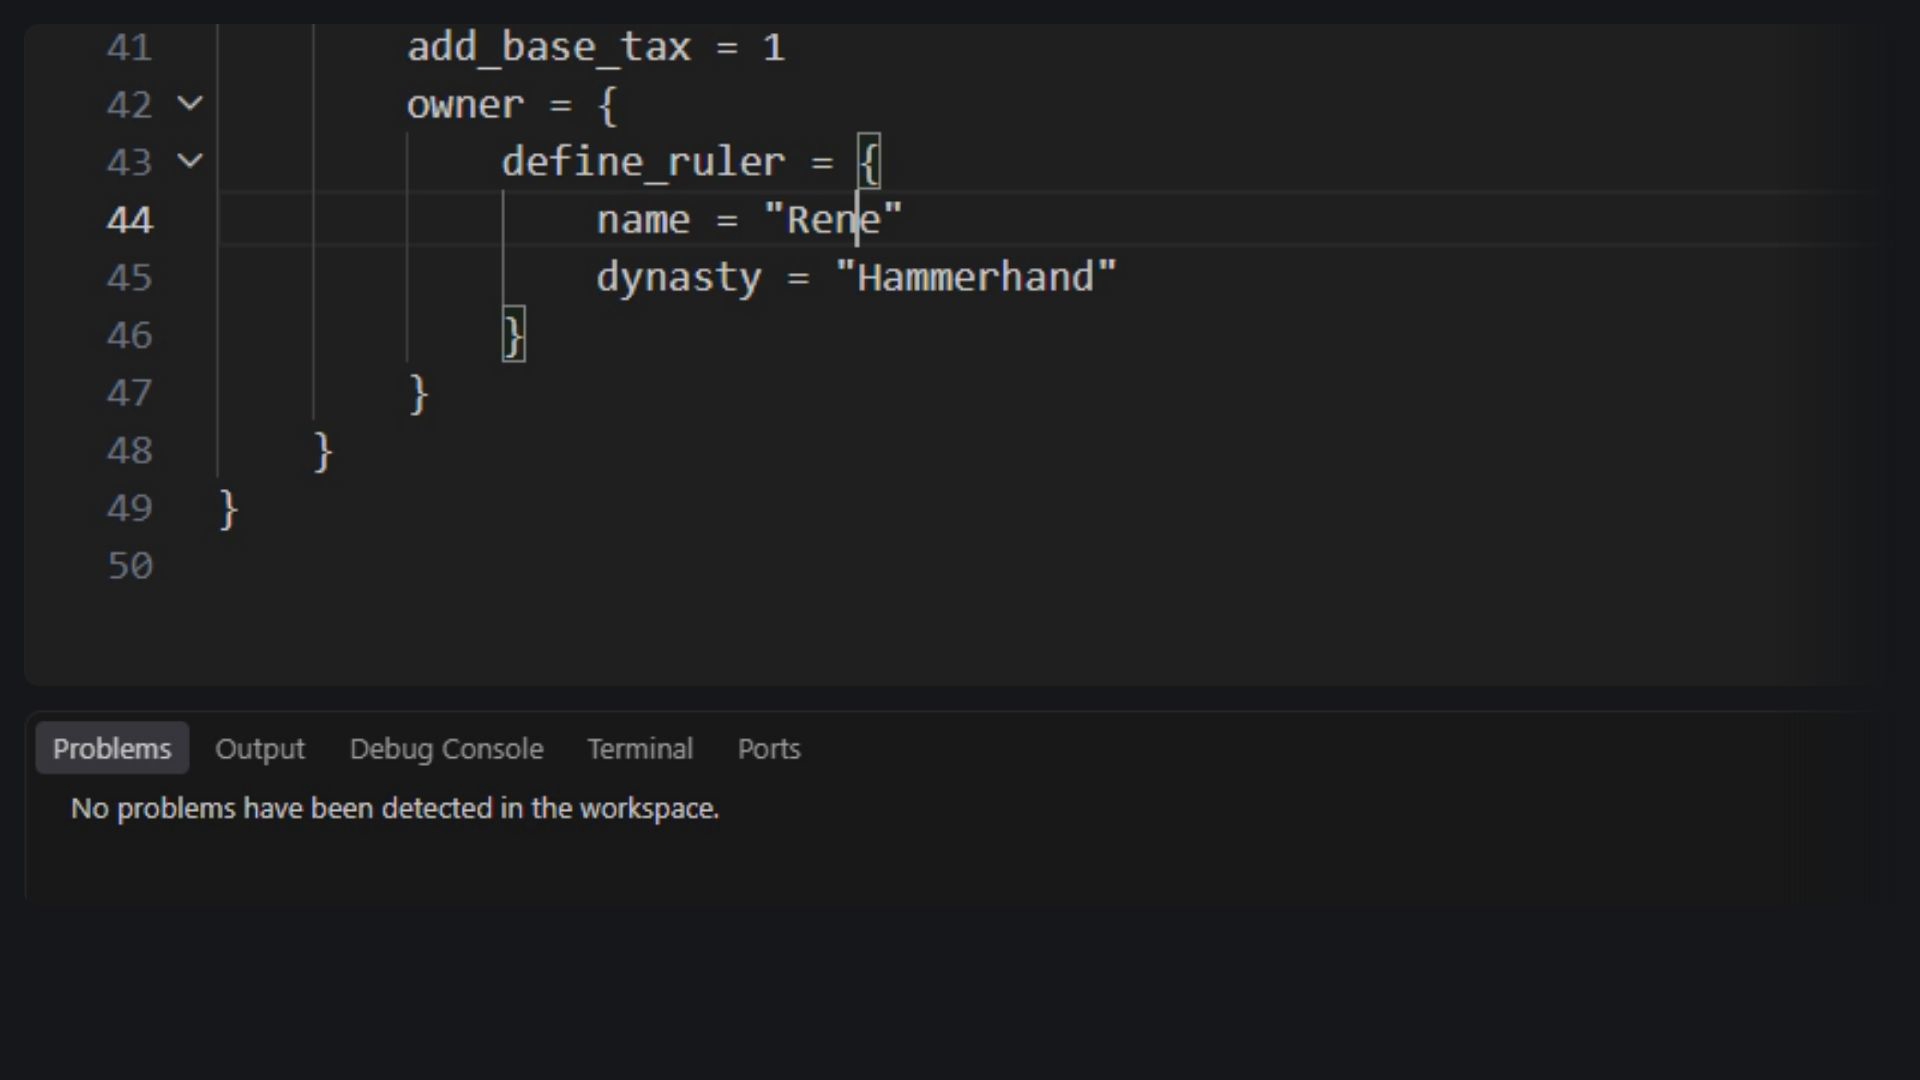 41 add_base_tax = 1
42 owner = {
43 define_ruler = {
44 name = "Rene"
45 dynasty = "Hammerhand"
46 }
47 }
48 }
49 }
50
Problems Output Debug Console Terminal Ports
No problems have been detected in the workspace.